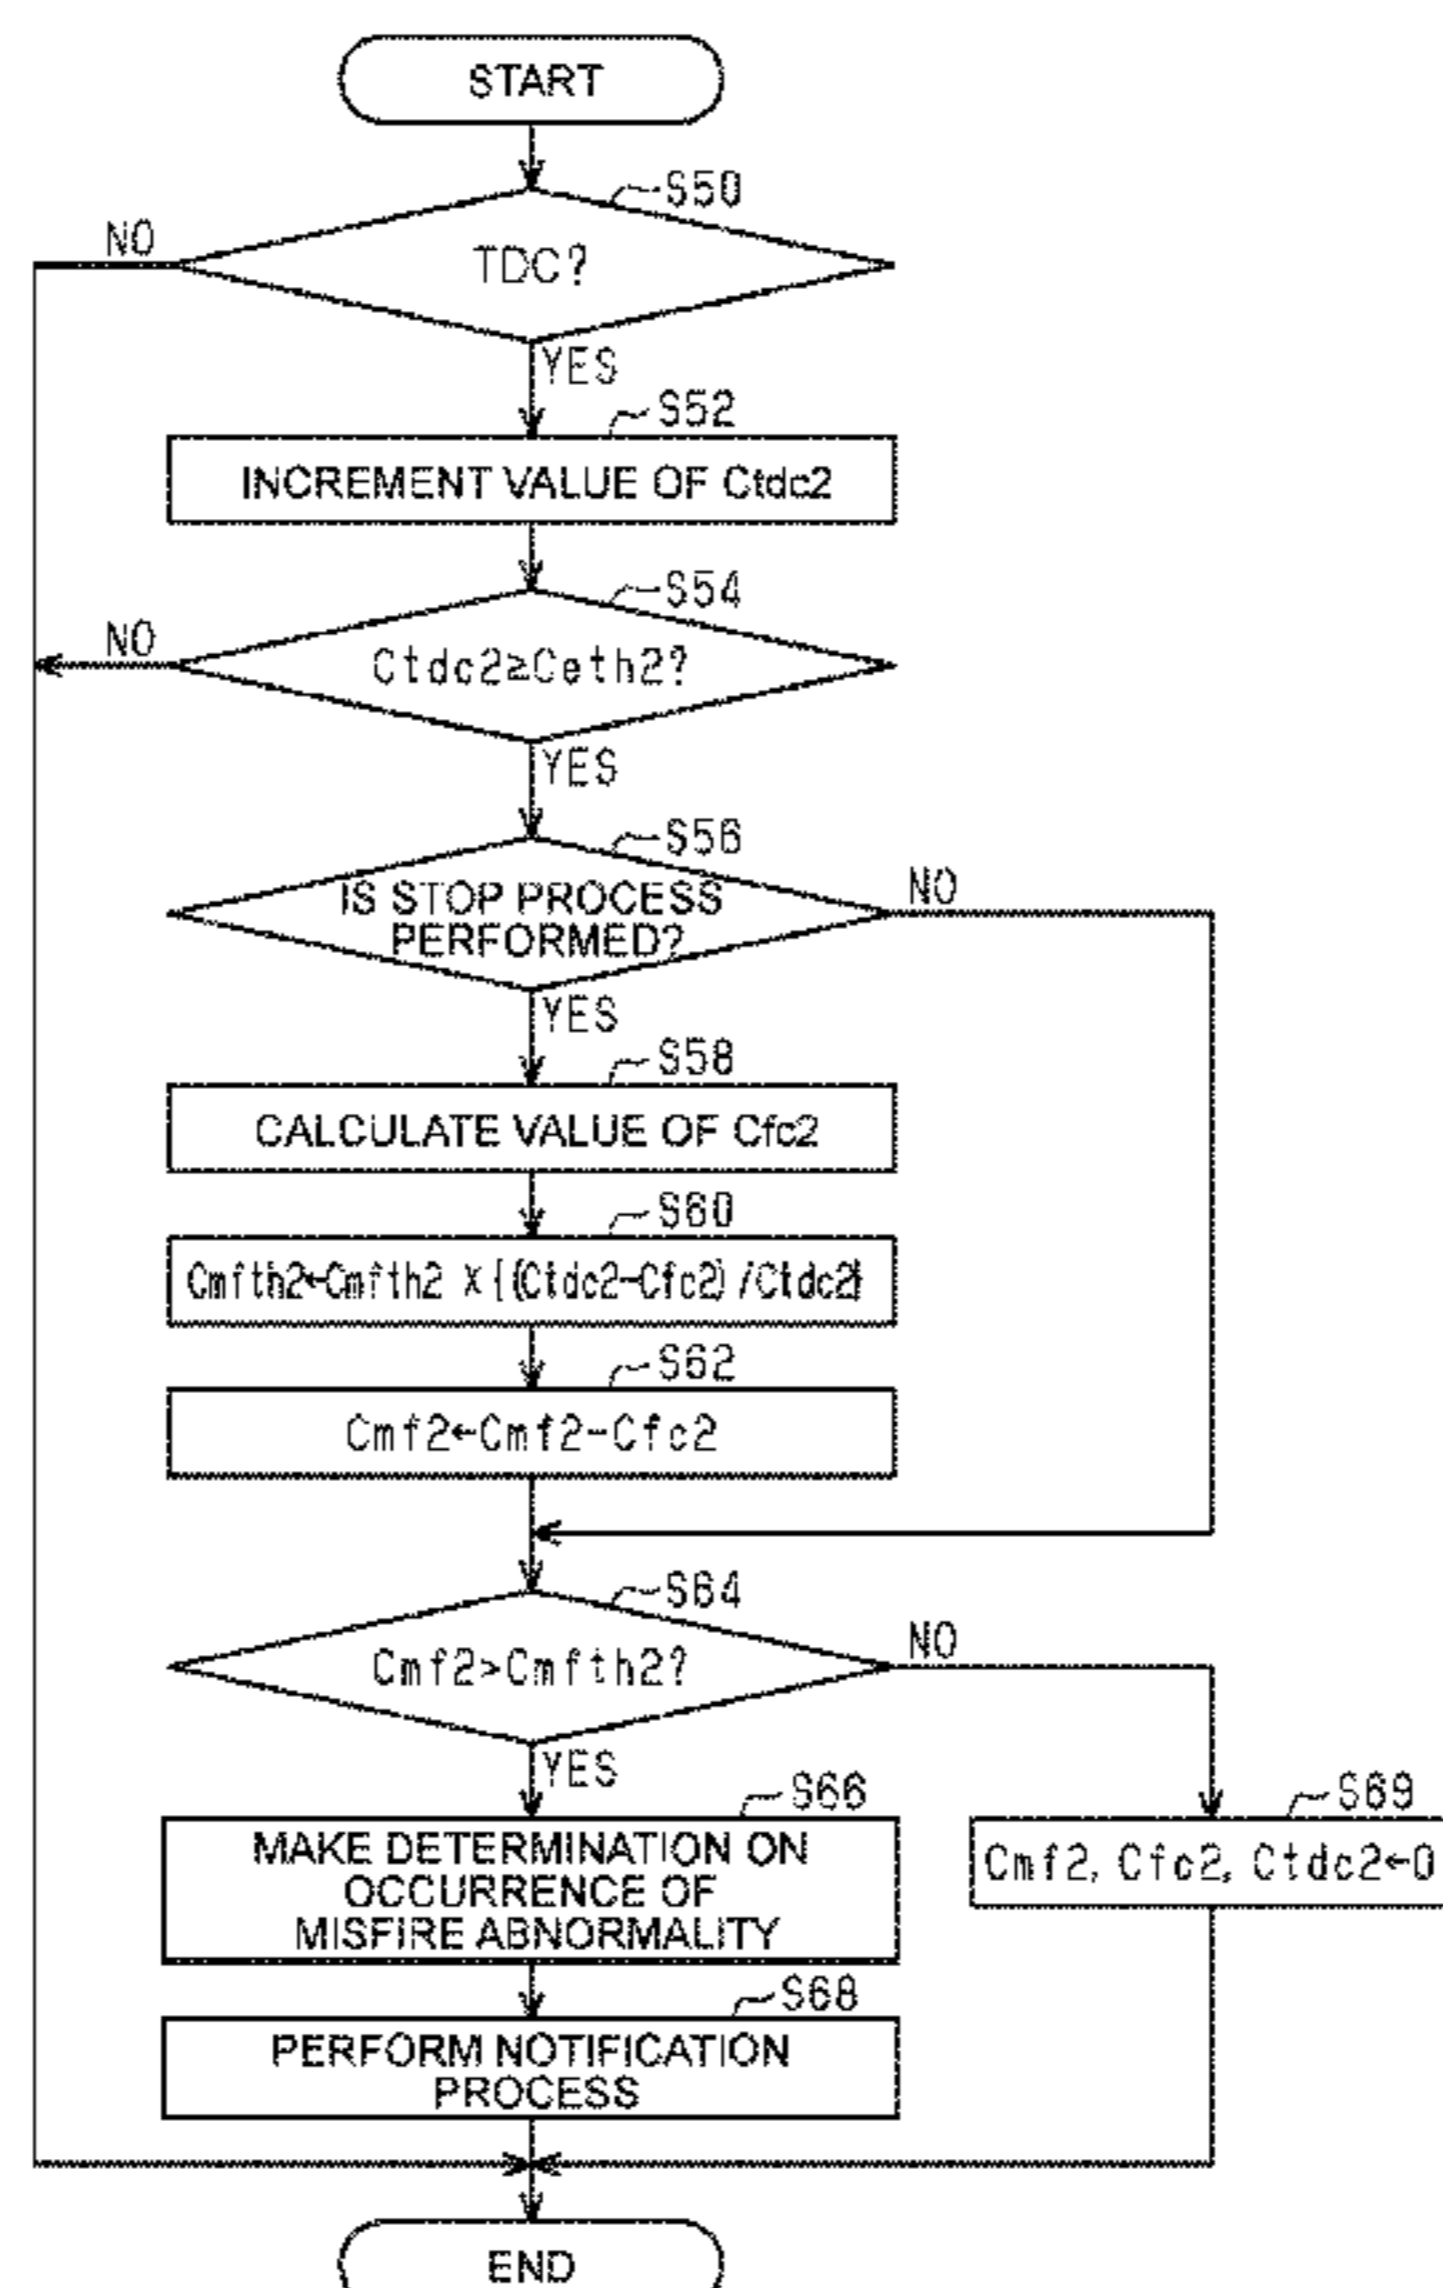 START
S50
NO
TDC?
YES
S52
INCREMENT VALUE OF Ctdc2
S54
NO
Ctdc2≥Ceth2?
YES
S56
NO
IS STOP PROCESS
PERFORMED?
YES
S58
CALCULATE VALUE OF Cfc2
S60
Cmfth2←Cmfth2 X{(Ctdc2-Cfc2)/Ctdc2}
S62
Cmf2←Cmf2-Cfc2
S64
NO
Cmf2>Cmfth2?
YES
S66
MAKE DETERMINATION ON
OCCURRENCE OF
MISFIRE ABNORMALITY
S69
Cmf2, Cfc2, Ctdc2←0
S68
PERFORM NOTIFICATION
PROCESS
END